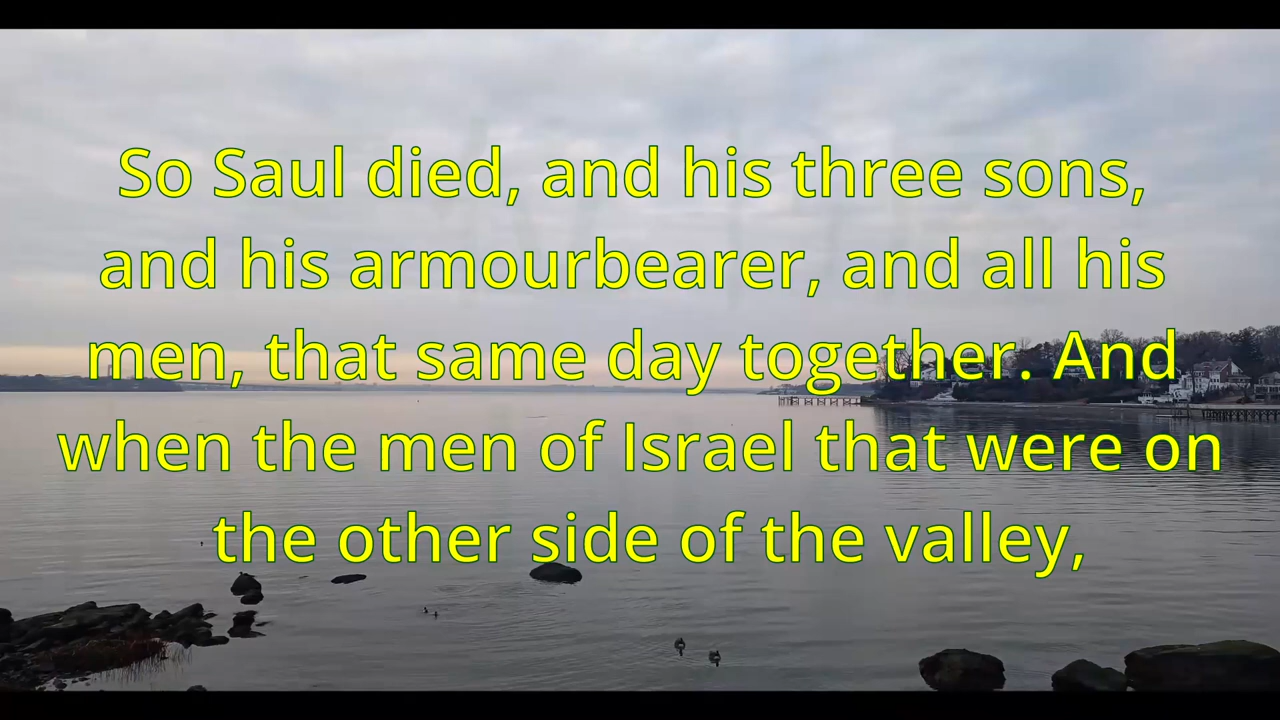 So Saul died, and his three sons,
and his armourbearer, and all his
men, that same day together. And
when the men of Israel that were on
the other side of the valley,